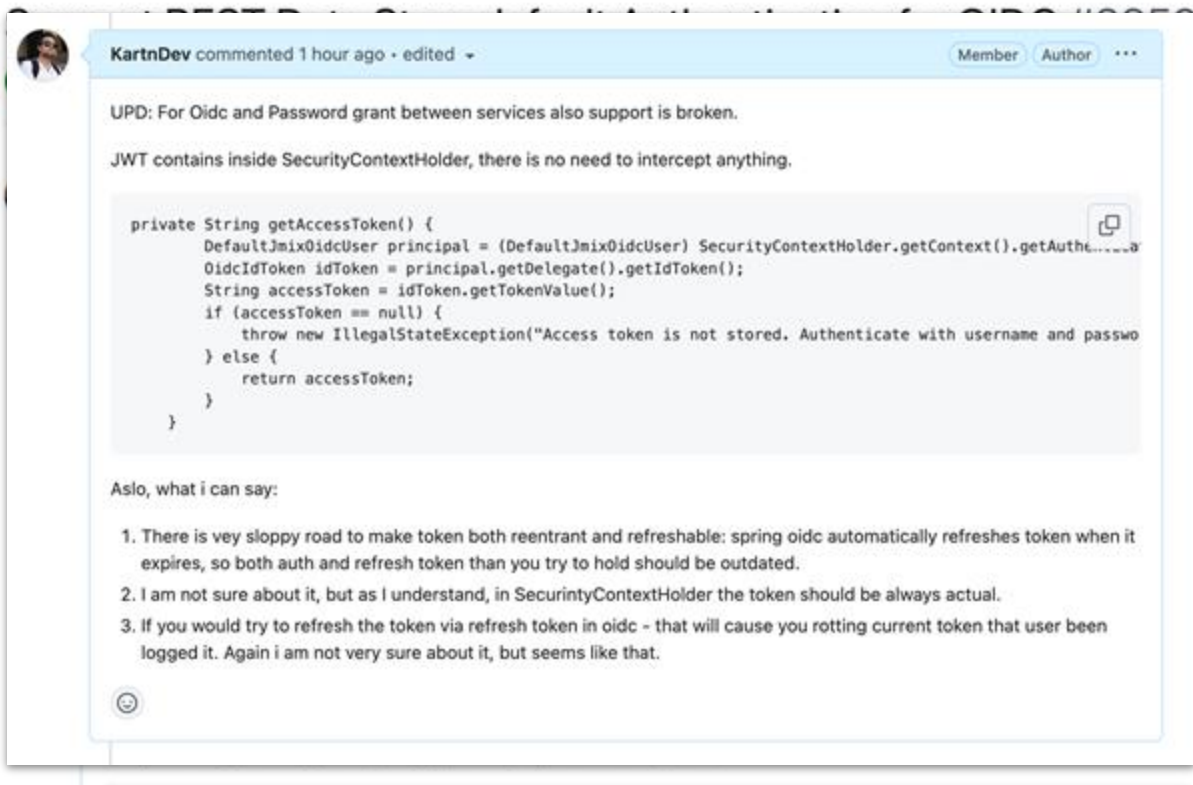 KartnDev commented 1 hour ago • edited
Member Author ...
UPD: For Oidc and Password grant between services also support is broken.
JWT contains inside SecurityContextHolder, there is no need to intercept anything.
private String getAccessToken() {
DefaultJmixOidcUser principal = (DefaultJmixOidcUser) SecurityContextHolder.getContext().
OidcIdToken idToken = principal.getDelegate().getIdToken();
String accessToken = idToken.getTokenValue();
if (accessToken == null) {
throw new IllegalStateException("Access token is not stored. Authenticate with username and passwo
} else {
return accessToken;
}
}
Aslo, what i can say:
1. There is vey sloppy road to make token both reentrant and refreshable: spring oidc automatically refreshes token when it
expires, so both auth and refresh token than you try to hold should be outdated.
2. I am not sure about it, but as I understand, in SecurintyContextHolder the token should be always actual.
3. If you would try to refresh the token via refresh token in oidc - that will cause you rotting current token that user been
logged it. Again i am not very sure about it, but seems like that.